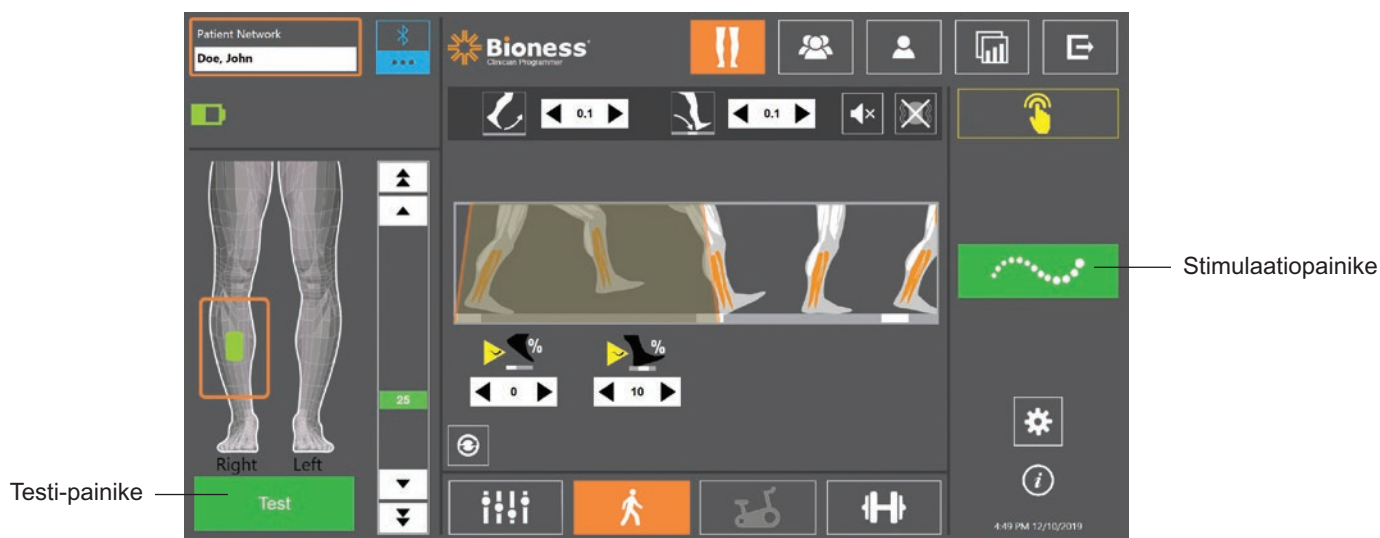 Patient Network
Doe, John
Bioness
Clinician Programmer
0.1
0.1
Stimulaatiopainike
%
%
0
10
25
Right Left
Testi-painike
Test
i
4:49 PM 12/10/2019